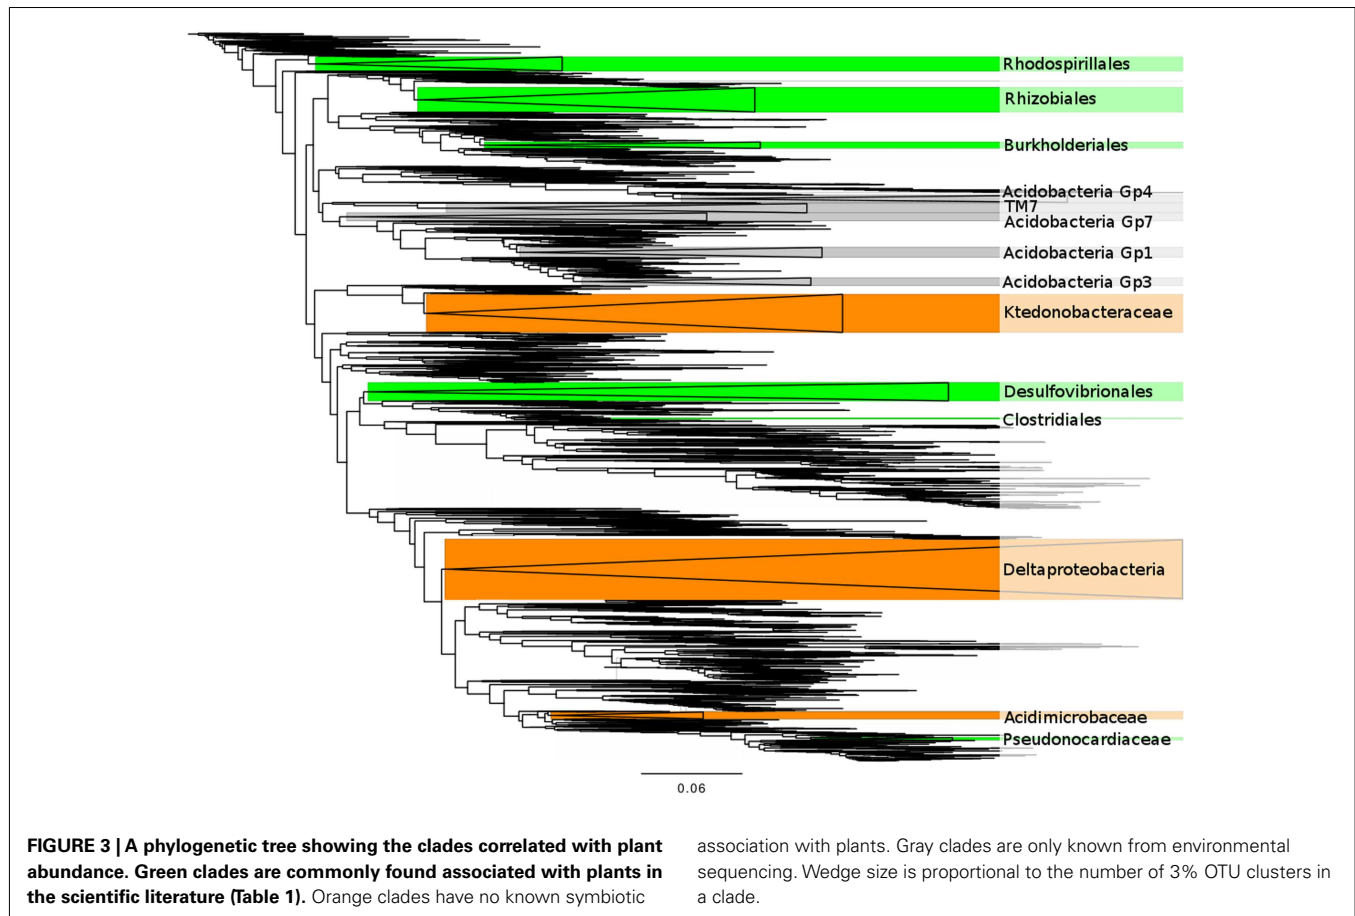 Rhodospirillales
Rhizobiales
Burkholderiales
Acidobacteria Gp4
TM7
Acidobacteria Gp7
Acidobacteria Gp1
Acidobacteria Gp3
Ktedonobacteraceae
Desulfovibrionales
Clostridiales
Deltaproteobacteria
Acidimicrobaceae
Pseudonocardiaceae
0.06
FIGURE 3 | A phylogenetic tree showing the clades correlated with plant
abundance. Green clades are commonly found associated with plants in
the scientific literature (Table 1). Orange clades have no known symbiotic
association with plants. Gray clades are only known from environmental
sequencing. Wedge size is proportional to the number of 3% OTU clusters in
a clade.